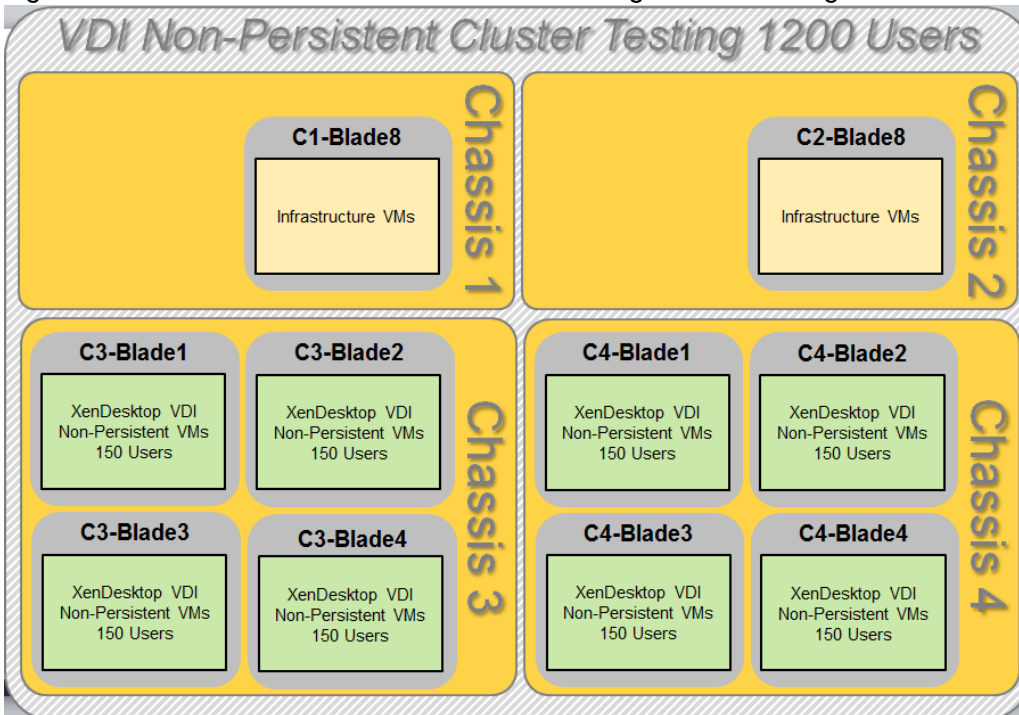 VDI Non-Persistent Cluster Testing 1200 Users
C1-Blade8
Infrastructure VMs
Chassis 1
C2-Blade8
Infrastructure VMs
Chassis 2
C3-Blade1
XenDesktop VDI
Non-Persistent VMs
150 Users
C3-Blade2
XenDesktop VDI
Non-Persistent VMs
150 Users
C3-Blade3
XenDesktop VDI
Non-Persistent VMs
150 Users
C3-Blade4
XenDesktop VDI
Non-Persistent VMs
150 Users
Chassis 3
C4-Blade1
XenDesktop VDI
Non-Persistent VMs
150 Users
C4-Blade2
XenDesktop VDI
Non-Persistent VMs
150 Users
C4-Blade3
XenDesktop VDI
Non-Persistent VMs
150 Users
C4-Blade4
XenDesktop VDI
Non-Persistent VMs
150 Users
Chassis 4